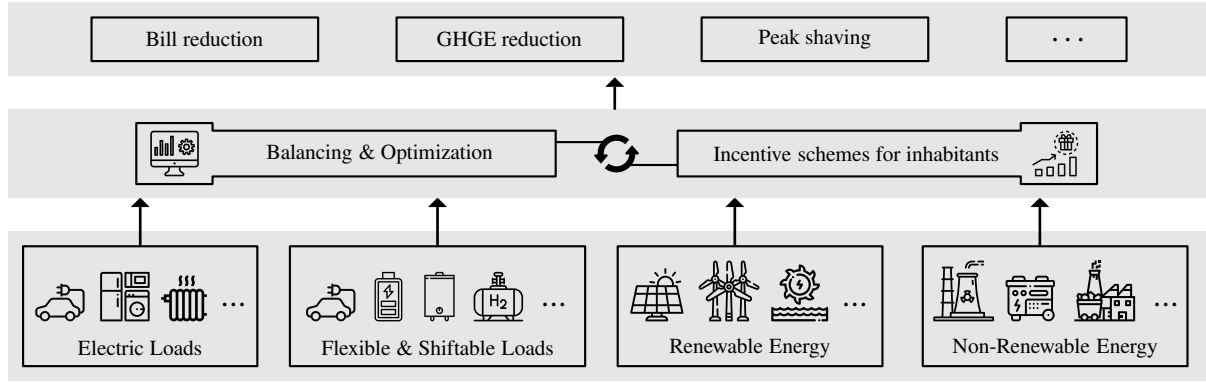 Bill reduction
GHGE reduction
Peak shaving
...
Balancing & Optimization
Incentive schemes for inhabitants
H2
...
...
...
...
Electric Loads
Flexible & Shiftable Loads
Renewable Energy
Non-Renewable Energy